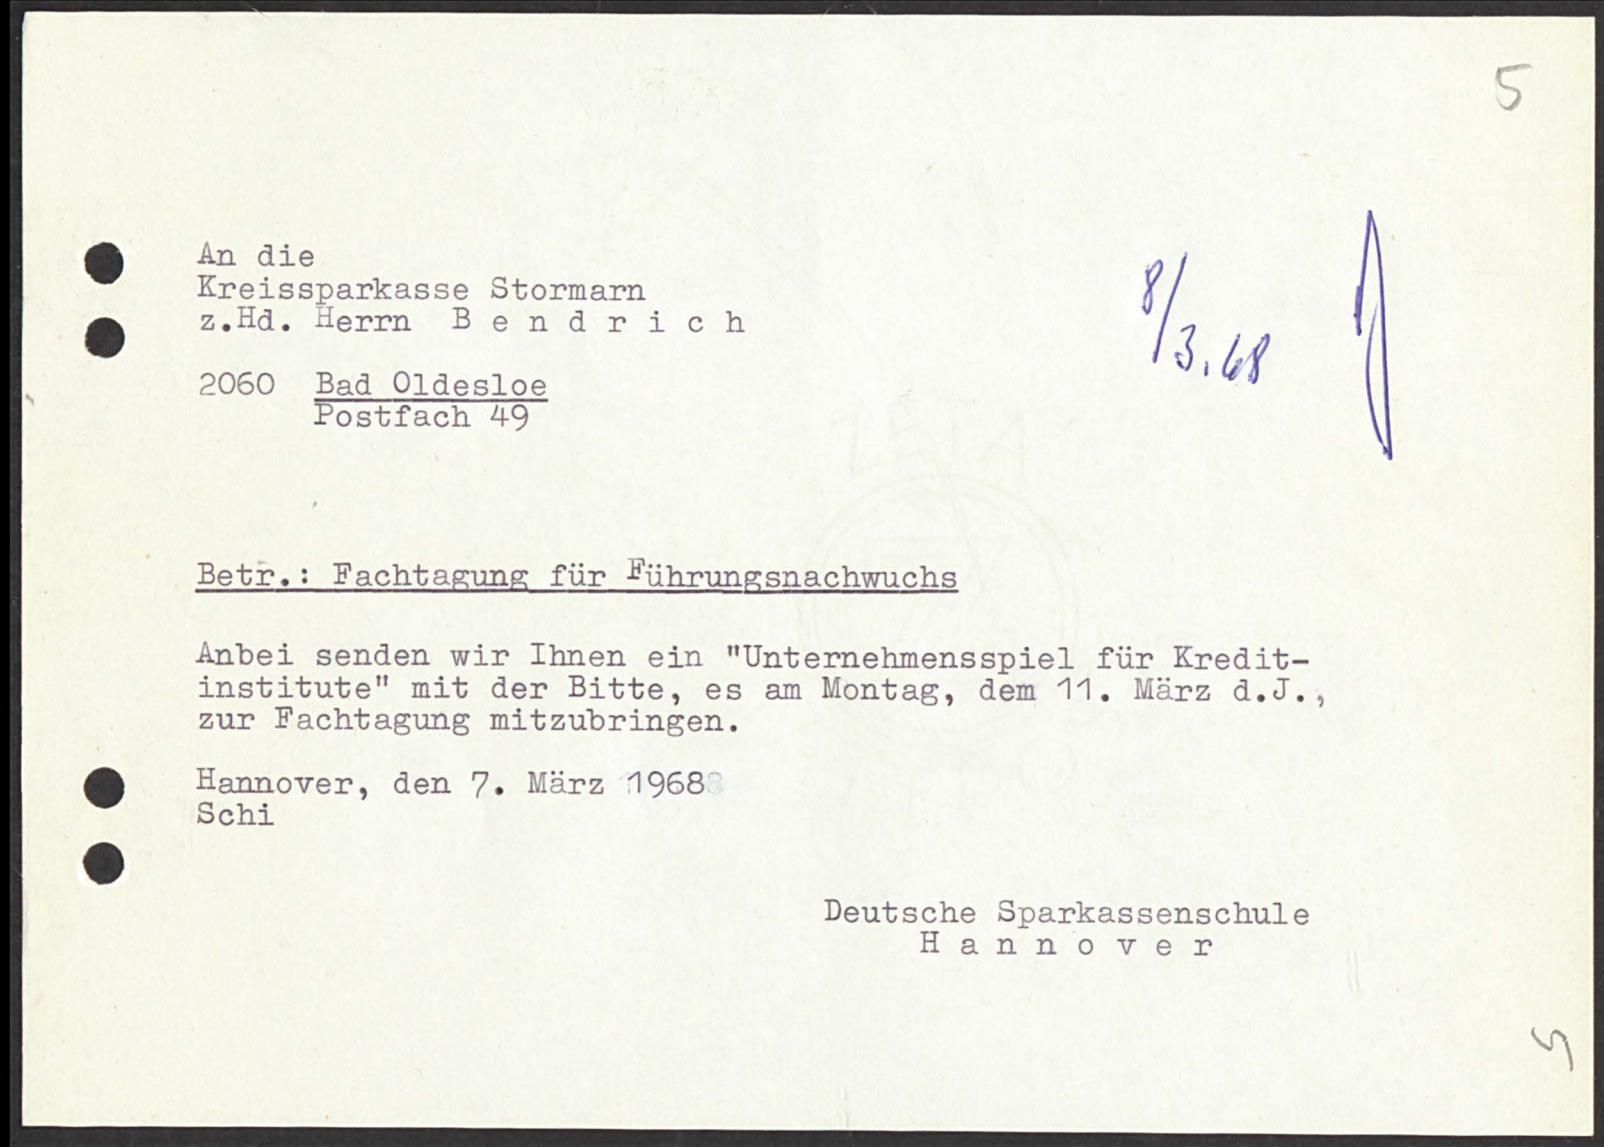 5
An die
Kreissparkasse Stormarn
z.Hd. Herrn B e n d r i c h
8/3.68
2060 Bad Oldesloe
Postfach 49
Betr.: Fachtagung für Führungsnachwuchs
Anbei senden wir Ihnen ein "Unternehmensspiel für Kredit-
institute" mit der Bitte, es am Montag, dem 11. März d.J.,
zur Fachtagung mitzubringen.
Hannover, den 7. März 1968
Schi
Deutsche Sparkassenschule
H a n n o v e r
5